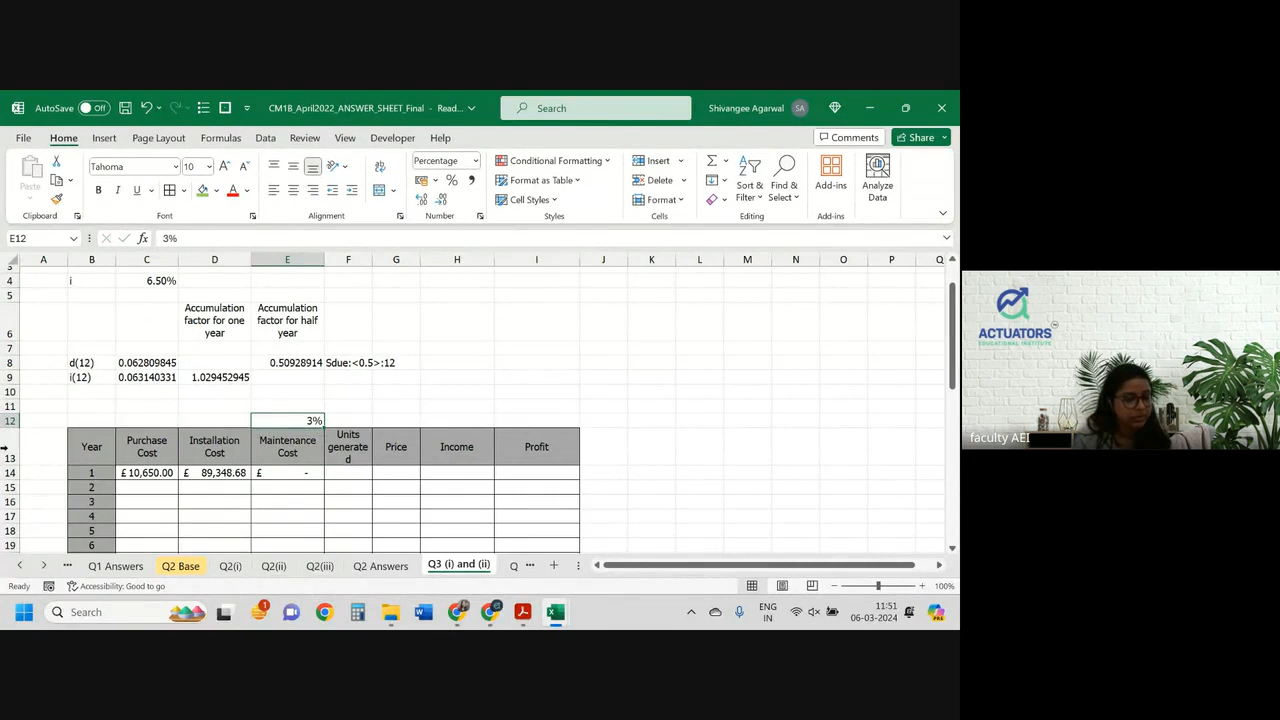 AutoSave Off
CM1B_April2022_ANSWER_SHEET_Final - Read...
Search
Shivangee Agarwal SA
File Home Insert Page Layout Formulas Data Review View Developer Help
Comments Share
Paste
Tahoma 10
B I U
Percentage
Conditional Formatting
Format as Table
Cell Styles
Insert
Delete
Format
Sort & Filter
Find & Select
Add-ins
Analyze Data
Clipboard Font Alignment Number Styles Cells Editing Add-ins
E12 fx 3%
A B C D E F G H I J K L M N O P Q
4 i 6.50%
5
6 Accumulation factor for one year Accumulation factor for half year
7
8 d(12) 0.062809845 0.50928914 Sdue:<0.5>:12
9 i(12) 0.063140331 1.029452945
10
11
12 3%
13 Year Purchase Cost Installation Cost Maintenance Cost Units generated Price Income Profit
14 1 £ 10,650.00 £ 89,348.68 £ -
15 2
16 3
17 4
18 5
19 6
Q1 Answers Q2 Base Q2(i) Q2(ii) Q2(iii) Q2 Answers Q3 (i) and (ii) Q ...
Ready Accessibility: Good to go 100%
Search
ENG IN
11:51
06-03-2024
ACTUATORS
EDUCATIONAL INSTITUTE
faculty AEI